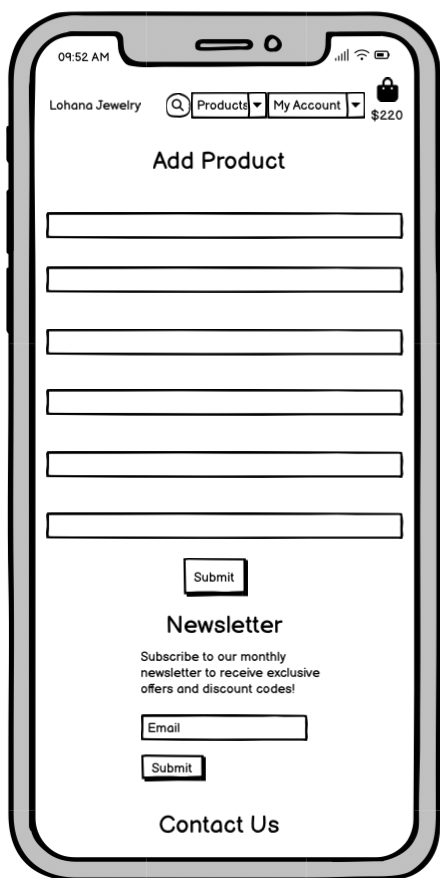 09:52 AM
Lohana Jewelry Products My Account
$220
Add Product
Submit
Newsletter
Subscribe to our monthly
newsletter to receive exclusive
offers and discount codes!
Email
Submit
Contact Us